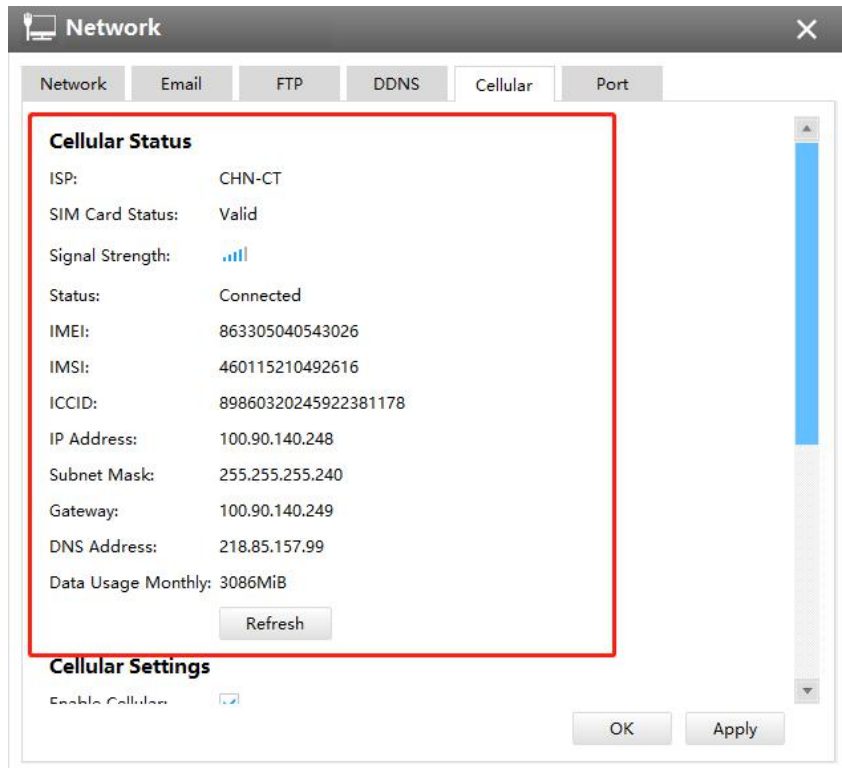 Network
Network Email FTP DDNS Cellular Port
Cellular Status
ISP: CHN-CT
SIM Card Status: Valid
Signal Strength:
Status: Connected
IMEI: 863305040543026
IMSI: 460115210492616
ICCID: 89860320245922381178
IP Address: 100.90.140.248
Subnet Mask: 255.255.255.240
Gateway: 100.90.140.249
DNS Address: 218.85.157.99
Data Usage Monthly: 3086MiB
Refresh
Cellular Settings
Enable Cellular:
OK Apply